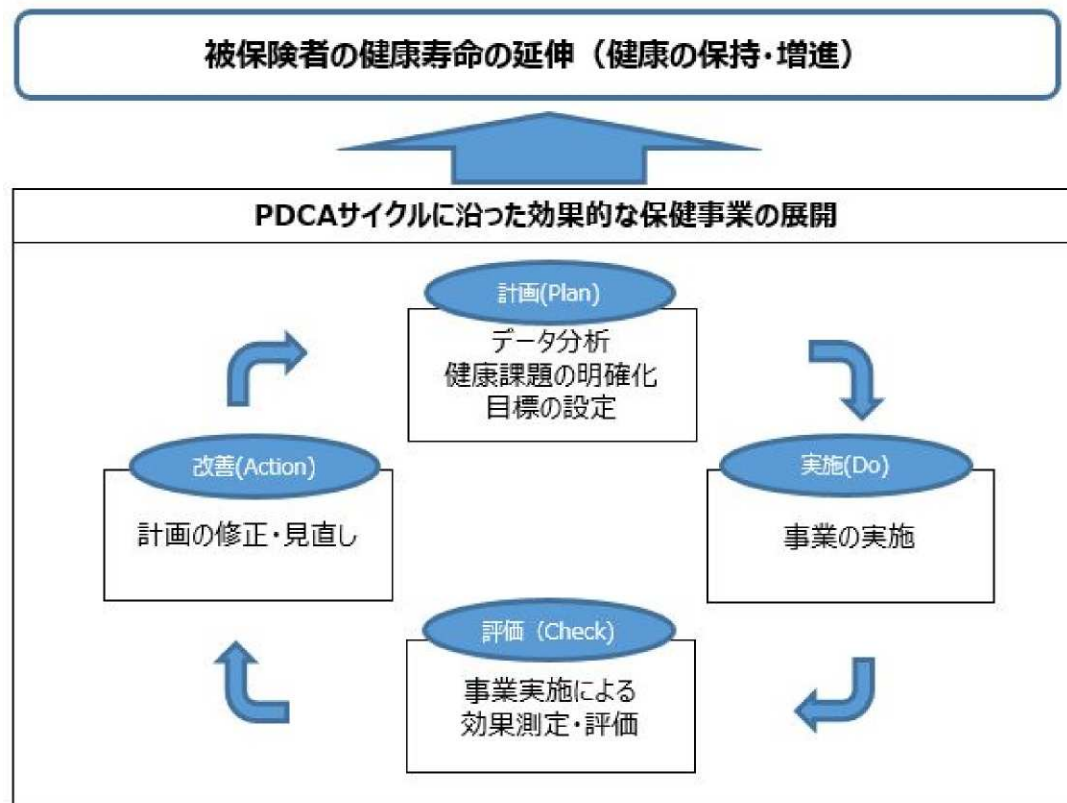 被保険者の健康寿命の延伸（健康の保持・増進）
PDCAサイクルに沿った効果的な保健事業の展開
計画(Plan)
データ分析
健康課題の明確化
目標の設定
改善(Action)
計画の修正・見直し
実施(Do)
事業の実施
評価（Check)
事業実施による
効果測定・評価